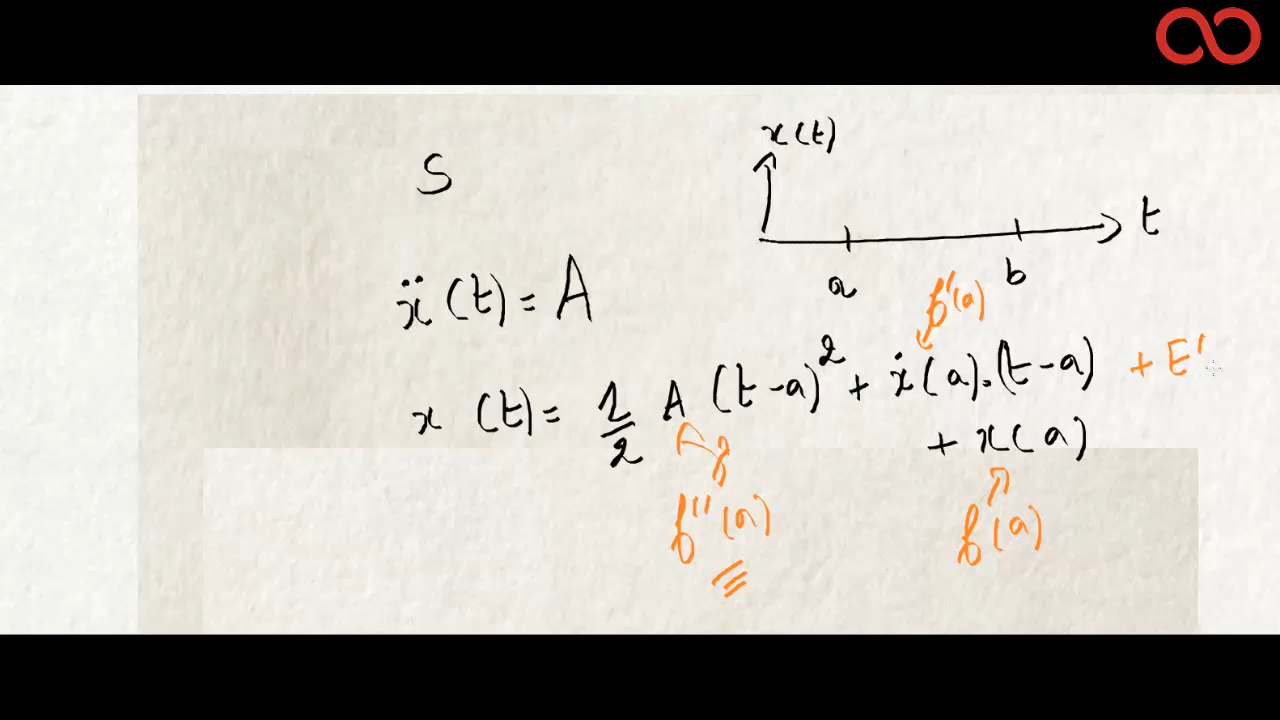 S
x(t)
t
a
b
ẍ (t) = A
f'(a)
x (t) = 1/2 A (t-a)² + ẋ(a).(t-a) + E'
+ x(a)
f''(a)
f(a)